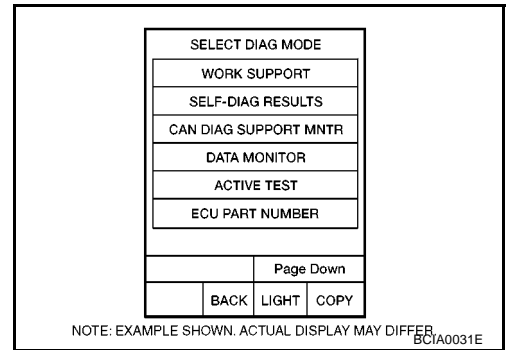 SELECT DIAG MODE
WORK SUPPORT
SELF-DIAG RESULTS
CAN DIAG SUPPORT MNTR
DATA MONITOR
ACTIVE TEST
ECU PART NUMBER
Page Down
BACK LIGHT COPY
NOTE: EXAMPLE SHOWN. ACTUAL DISPLAY MAY DIFFER.
BCIA0031E